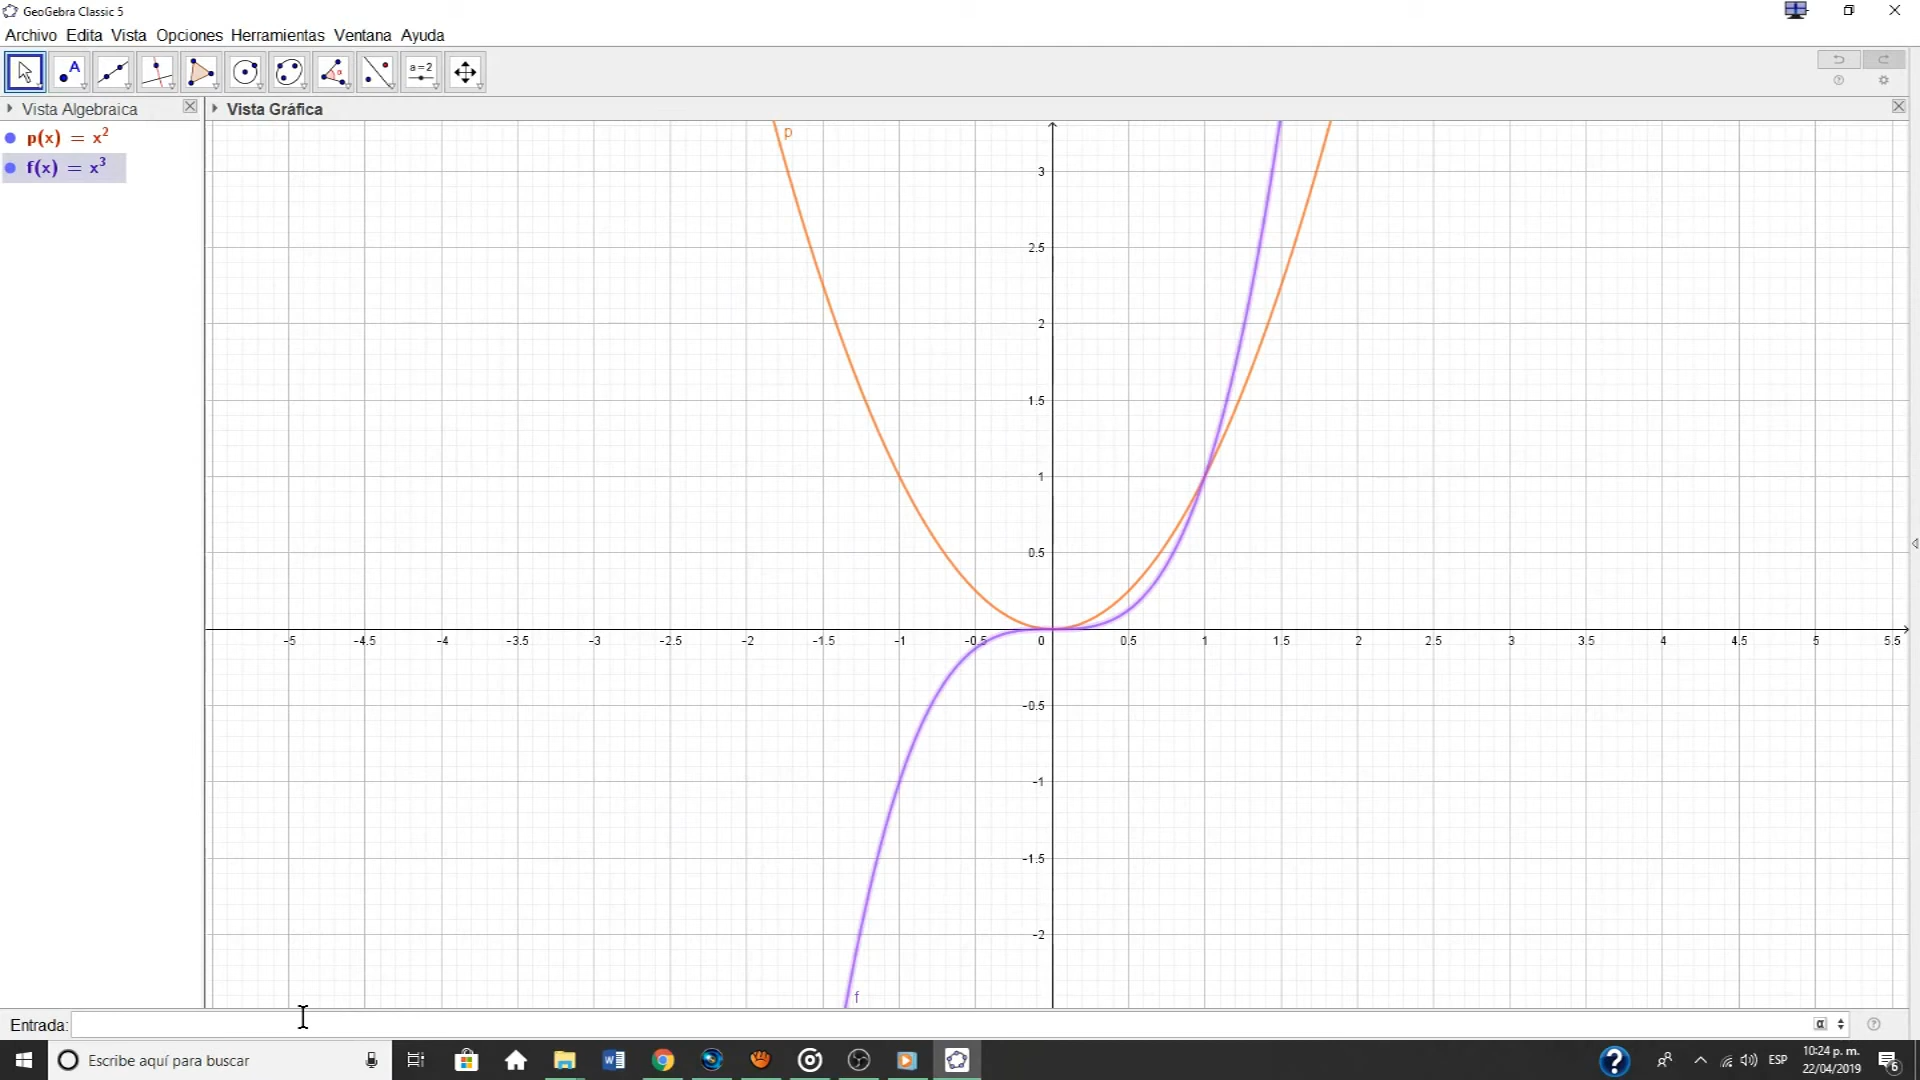 GeoGebra Classic 5
Archivo Edita Vista Opciones Herramientas Ventana Ayuda
A
α
a=2
Vista Algebraica
Vista Gráfica
p(x) = x²
f(x) = x³
p
3
2.5
2
1.5
1
0.5
-5 -4.5 -4 -3.5 -3 -2.5 -2 -1.5 -1 -0.5 0 0.5 1 1.5 2 2.5 3 3.5 4 4.5 5 5.5
-0.5
-1
-1.5
-2
f
Entrada:
α
Escribe aquí para buscar
ESP
10:24 p. m.
22/04/2019
6